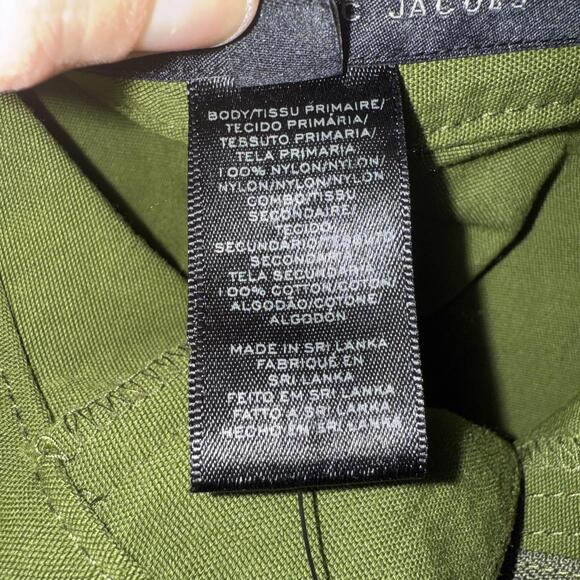 C JACOBS
BODY/TISSU PRIMAIRE/
TECIDO PRIMÁRIA/
TESSUTO PRIMARIA/
TELA PRIMARIA
100% NYLON/NYLON/
NYLON/NYLON/NYLON
COMBO/TISSU
SECONDAIRE/
TECIDO
SECUNDÁRIO/TESSUTO
SECONDARIO/
TELA SECUNDARIA
100% COTTON/COTON/
ALGODÃO/COTONE/
ALGODÓN
MADE IN SRI LANKA
FABRIQUÉ EN
SRI LANKA
FEITO EM SRI LANKA
FATTO A SRI LANKA
HECHO EN SRI LANKA